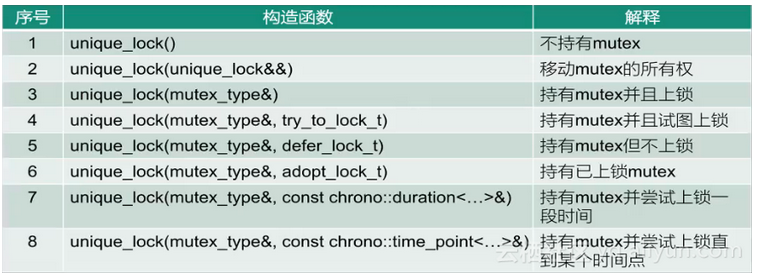 序号 构造函数 解释
1 unique_lock() 不持有mutex
2 unique_lock(unique_lock&&) 移动mutex的所有权
3 unique_lock(mutex_type&) 持有mutex并且上锁
4 unique_lock(mutex_type&, try_to_lock_t) 持有mutex并且试图上锁
5 unique_lock(mutex_type&, defer_lock_t) 持有mutex但不上锁
6 unique_lock(mutex_type&, adopt_lock_t) 持有已上锁mutex
7 unique_lock(mutex_type&, const chrono::duration<…>&) 持有mutex并尝试上锁一
段时间
8 unique_lock(mutex_type&, const chrono::time_point<…>&) 持有mutex并尝试上锁直
到某个时间点